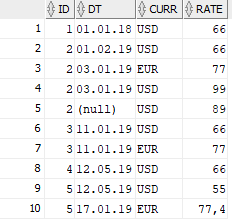 ID DT CURR RATE
1 1 01.01.18 USD 66
2 2 01.02.19 USD 66
3 2 03.01.19 EUR 77
4 2 03.01.19 USD 99
5 2 (null) USD 89
6 3 11.01.19 USD 66
7 3 11.01.19 EUR 77
8 4 12.05.19 USD 66
9 5 12.05.19 USD 55
10 5 17.01.19 EUR 77,4